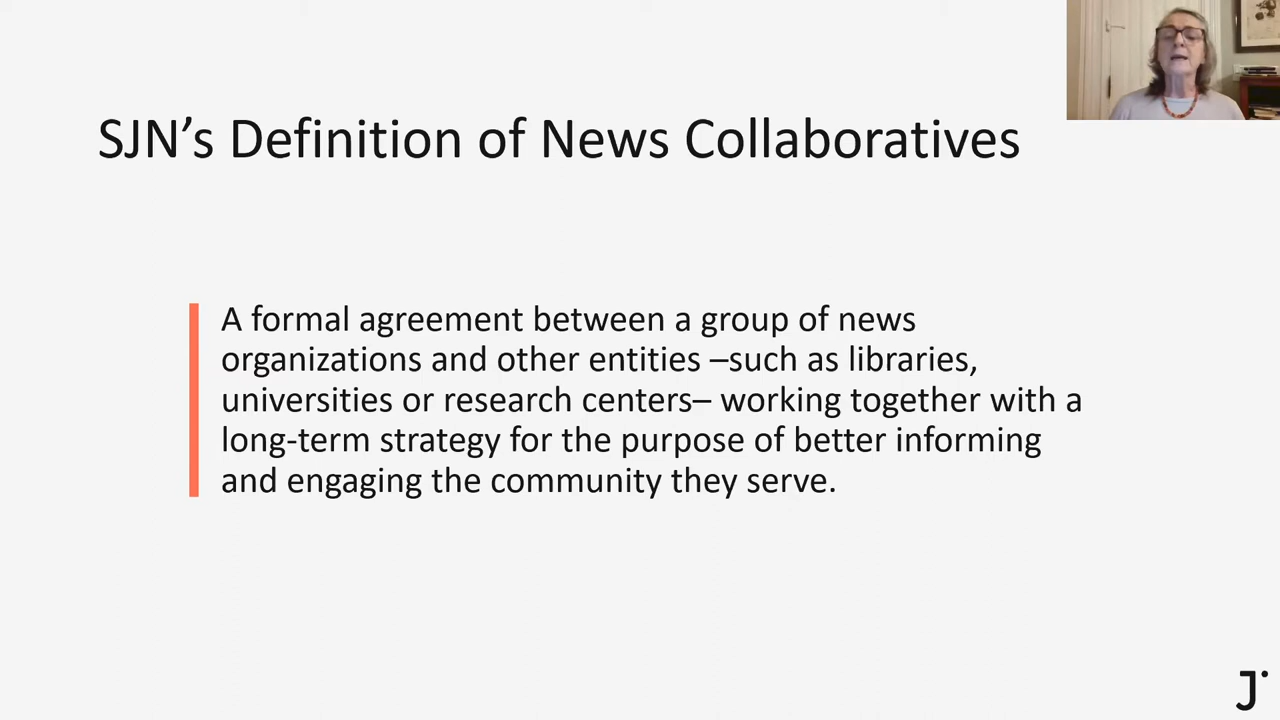 SJN’s Definition of News Collaboratives
A formal agreement between a group of news
organizations and other entities –such as libraries,
universities or research centers– working together with a
long-term strategy for the purpose of better informing
and engaging the community they serve.
J